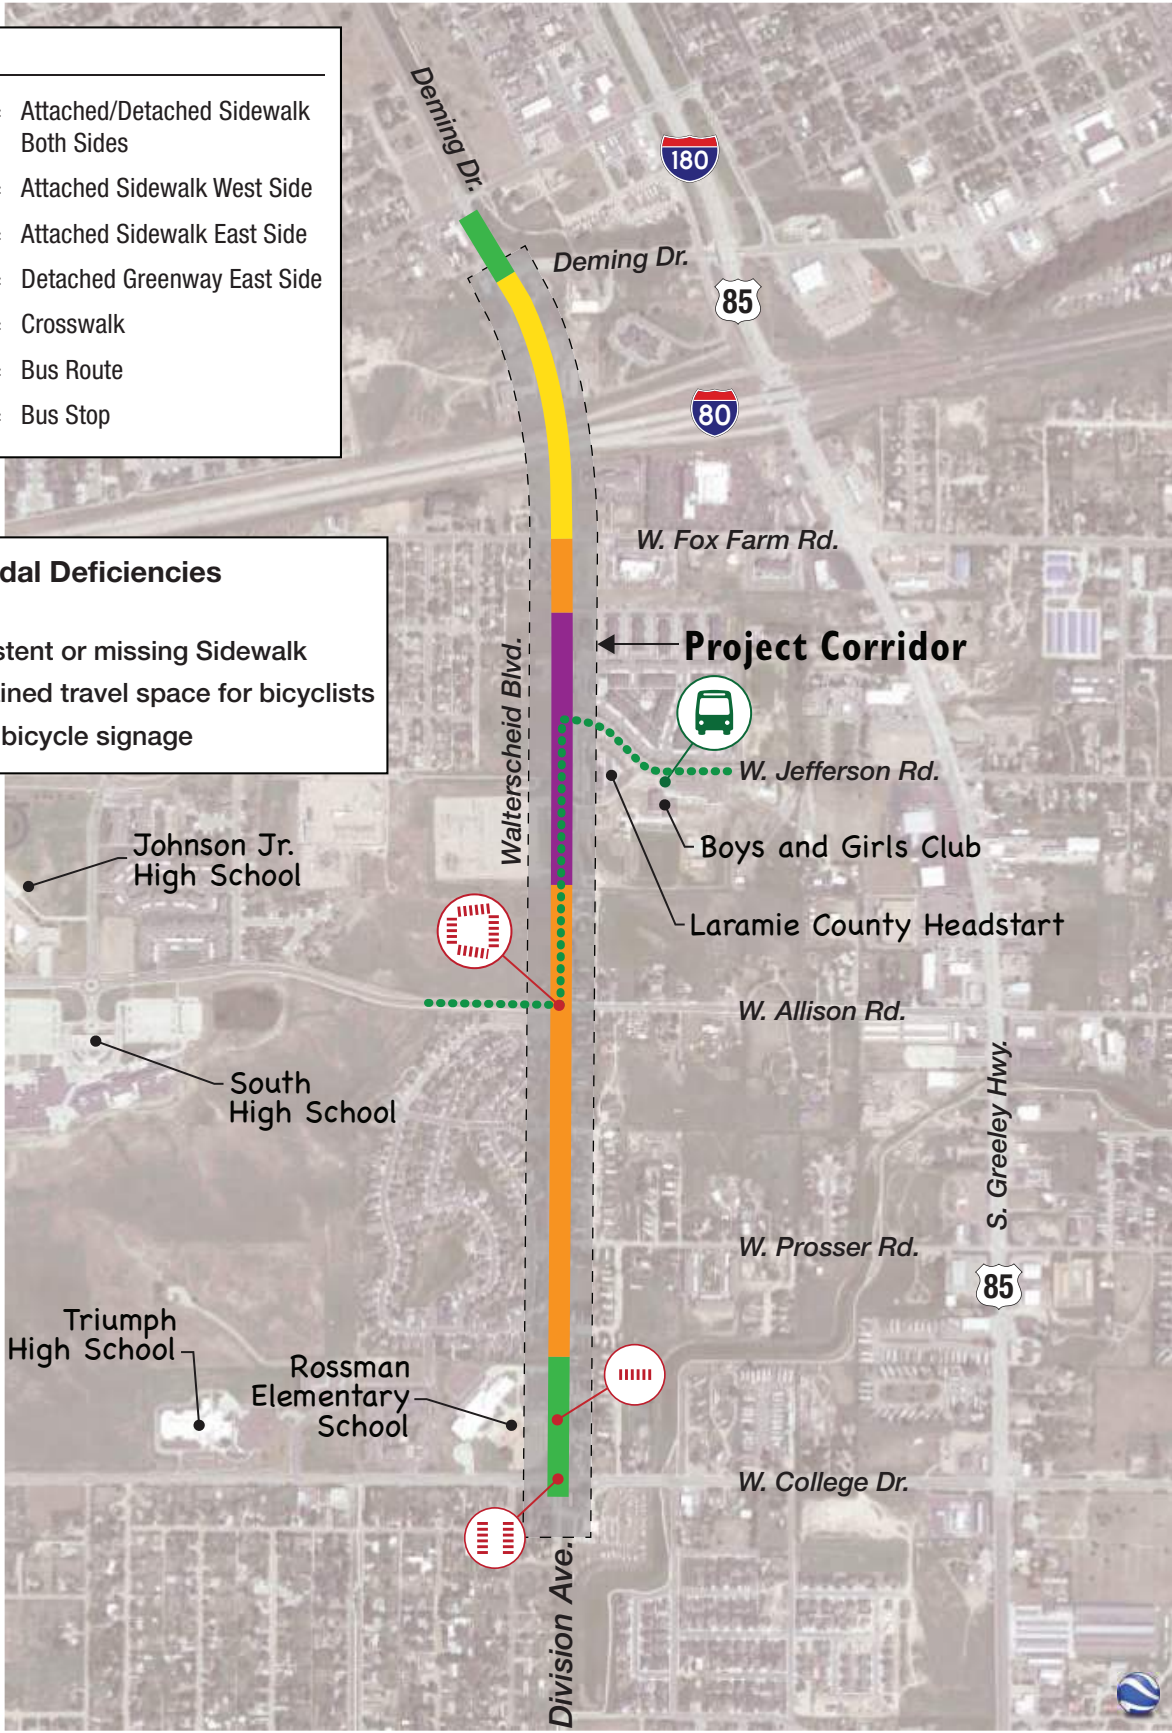 Attached/Detached Sidewalk
Both Sides
Attached Sidewalk West Side
Attached Sidewalk East Side
Detached Greenway East Side
Crosswalk
Bus Route
Bus Stop
dal Deficiencies
stent or missing Sidewalk
ined travel space for bicyclists
bicycle signage
Deming Dr.
180
Deming Dr.
85
80
W. Fox Farm Rd.
Project Corridor
Walterscheid Blvd.
W. Jefferson Rd.
Johnson Jr.
High School
Boys and Girls Club
Laramie County Headstart
W. Allison Rd.
South
High School
S. Greeley Hwy.
W. Prosser Rd.
85
Triumph
High School
Rossman
Elementary
School
W. College Dr.
Division Ave.